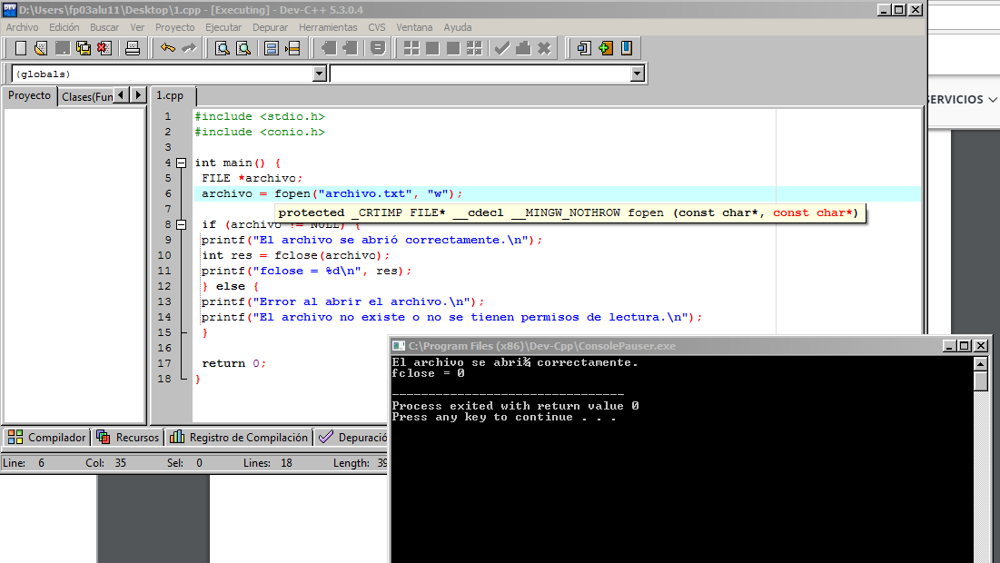 D:\Users\fp03alu11\Desktop\1.cpp - [Executing] - Dev-C++ 5.3.0.4
Archivo Edición Buscar Ver Proyecto Ejecutar Depurar Herramientas CVS Ventana Ayuda
(globals)
Proyecto Clases(Fun 1.cpp
SERVICIOS
1 #include <stdio.h>
2 #include <conio.h>
3
4 int main() {
5 FILE *archivo;
6 archivo = fopen("archivo.txt", "w");
7
protected _CRTIMP FILE* __cdecl __MINGW_NOTHROW fopen (const char*, const char*)
8 if (archivo != NULL) {
9 printf("El archivo se abrió correctamente.\n");
10 int res = fclose(archivo);
11 printf("fclose = %d\n", res);
12 } else {
13 printf("Error al abrir el archivo.\n");
14 printf("El archivo no existe o no se tienen permisos de lectura.\n");
15 }
16
17 return 0;
18 }
C:\Program Files (x86)\Dev-Cpp\ConsolePauser.exe
El archivo se abri¾ correctamente.
fclose = 0
--------------------------------
Process exited with return value 0
Press any key to continue . . .
Compilador Recursos Registro de Compilación Depuració
Line: 6 Col: 35 Sel: 0 Lines: 18 Length: 39